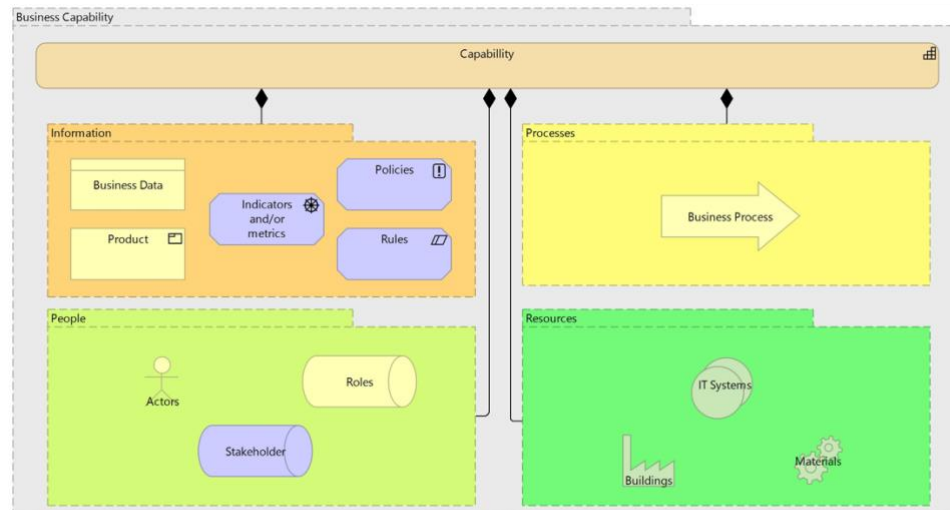 Business Capability
Capabillity
Information
Business Data
Product
Indicators
and/or
metrics
Policies
Rules
Processes
Business Process
People
Actors
Roles
Stakeholder
Resources
IT Systems
Buildings
Materials